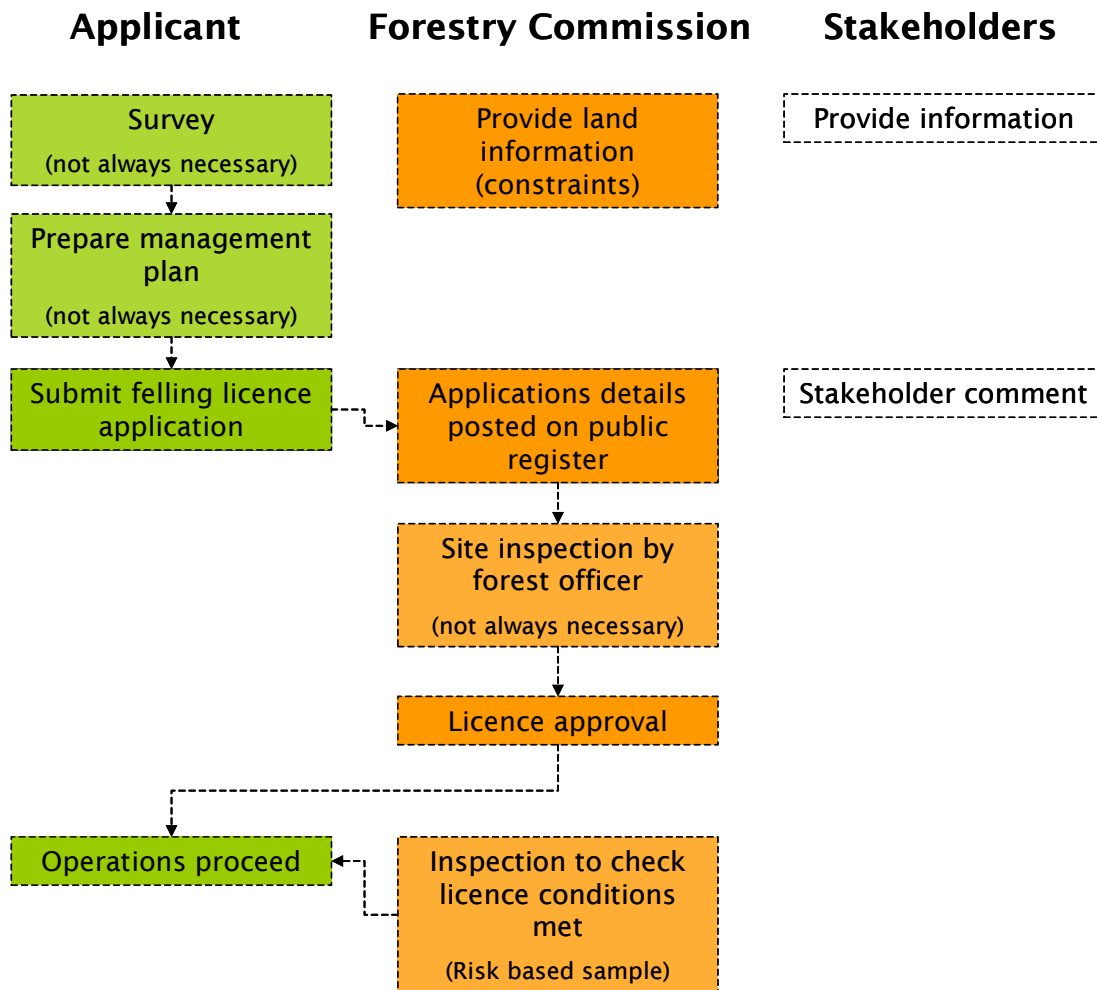 Applicant
Forestry Commission
Stakeholders
Survey
(not always necessary)
Provide land
information
(constraints)
Provide information
Prepare management
plan
(not always necessary)
Submit felling licence
application
Applications details
posted on public
register
Stakeholder comment
Site inspection by
forest officer
(not always necessary)
Licence approval
Operations proceed
Inspection to check
licence conditions
met
(Risk based sample)